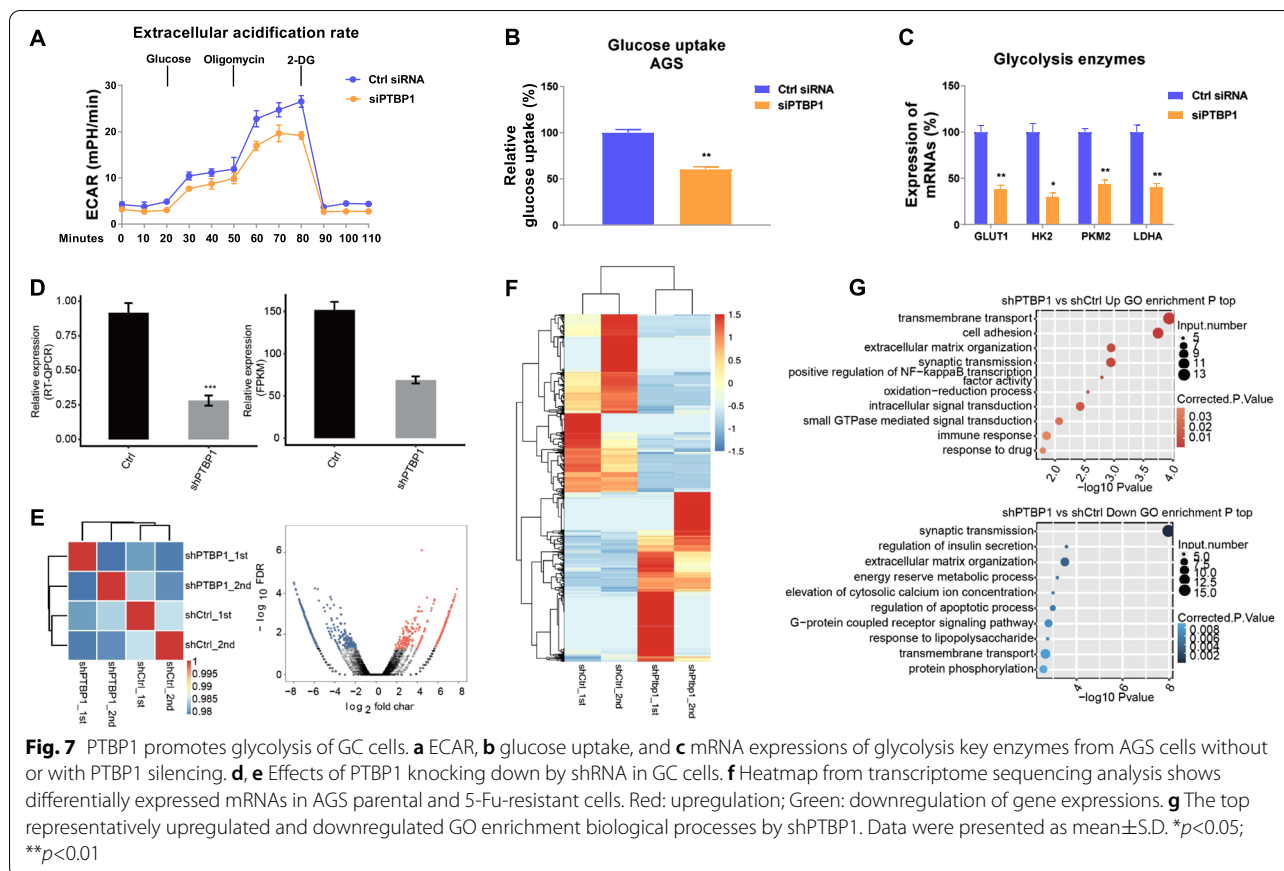 A
Extracellular acidification rate
Glucose
Oligomycin
2-DG
Ctrl siRNA
siPTBP1
ECAR (mPH/min)
30
20
10
0
Minutes
0 10 20 30 40 50 60 70 80 90 100 110
B
Glucose uptake
AGS
Ctrl siRNA
siPTBP1
Relative
glucose uptake (%)
150
100
50
0
**
C
Glycolysis enzymes
Ctrl siRNA
siPTBP1
Expression of
mRNAs (%)
150
100
50
0
** * ** **
GLUT1 HK2 PKM2 LDHA
D
Relative expression
(RT-QPCR)
1.00
0.75
0.50
0.25
0.00
***
Ctrl
shPTBP1
Relative expression
(FPKM)
150
100
50
0
Ctrl
shPTBP1
E
shPTBP1_1st
shPTBP1_2nd
shCtrl_1st
shCtrl_2nd
shPTBP1_1st
shPTBP1_2nd
shCtrl_1st
shCtrl_2nd
1
0.995
0.99
0.985
0.98
- log 10 FDR
6
5
4
3
2
1
0
-8 -6 -4 -2 0 2 4 6 8
log 2 fold char
F
1.5
1
0.5
0
-0.5
-1
-1.5
shCtrl_1st
shCtrl_2nd
shPtbp1_1st
shPtbp1_2nd
G
shPTBP1 vs shCtrl Up GO enrichment P top
transmembrane transport
cell adhesion
extracellular matrix organization
synaptic transmission
positive regulation of NF-kappaB transcription
factor activity
oxidation-reduction process
intracellular signal transduction
small GTPase mediated signal transduction
immune response
response to drug
2.0 2.5 3.0 3.5 4.0
-log10 Pvalue
Input.number
5
7
9
11
13
Corrected.P.Value
0.03
0.02
0.01
shPTBP1 vs shCtrl Down GO enrichment P top
synaptic transmission
regulation of insulin secretion
extracellular matrix organization
energy reserve metabolic process
elevation of cytosolic calcium ion concentration
regulation of apoptotic process
G-protein coupled receptor signaling pathway
response to lipopolysaccharide
transmembrane transport
protein phosphorylation
4 6 8
-log10 Pvalue
Input.number
5.0
7.5
10.0
12.5
15.0
Corrected.P.Value
0.008
0.006
0.004
0.002
Fig. 7 PTBP1 promotes glycolysis of GC cells. a ECAR, b glucose uptake, and c mRNA expressions of glycolysis key enzymes from AGS cells without
or with PTBP1 silencing. d, e Effects of PTBP1 knocking down by shRNA in GC cells. f Heatmap from transcriptome sequencing analysis shows
differentially expressed mRNAs in AGS parental and 5-Fu-resistant cells. Red: upregulation; Green: downregulation of gene expressions. g The top
representatively upregulated and downregulated GO enrichment biological processes by shPTBP1. Data were presented as mean±S.D. *p<0.05;
**p<0.01